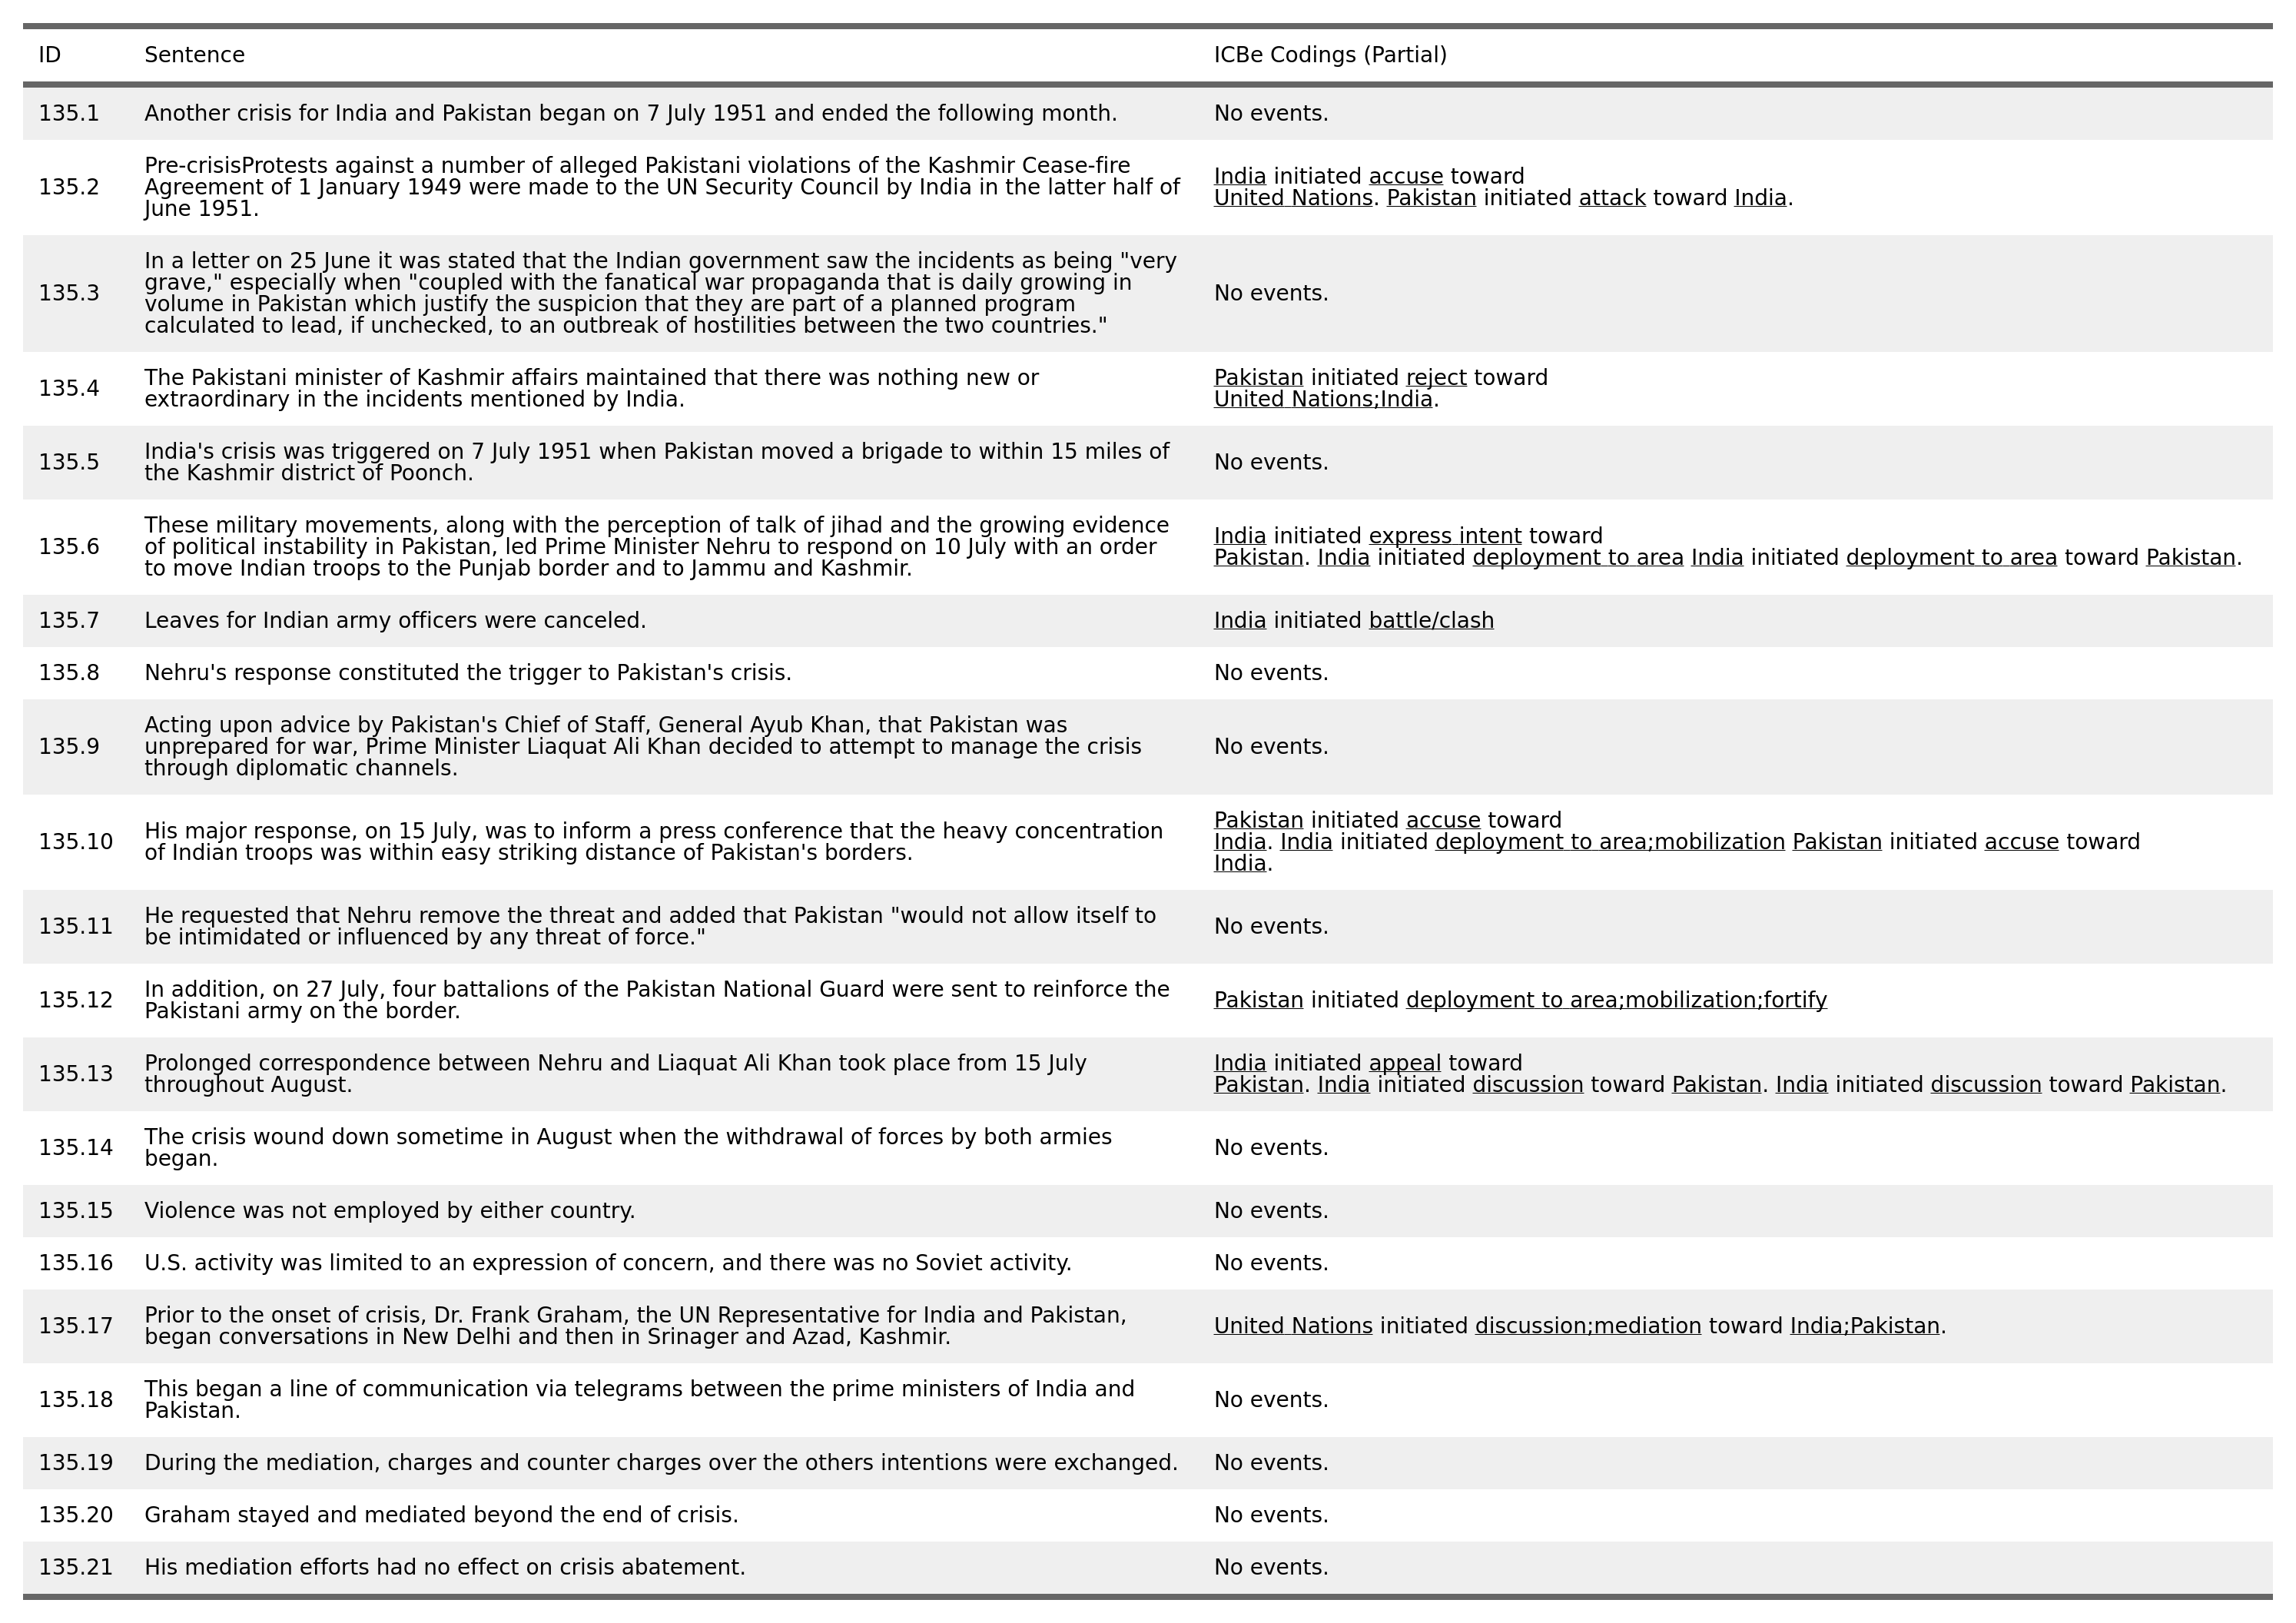 ID Sentence ICBe Codings (Partial)
135.1 Another crisis for India and Pakistan began on 7 July 1951 and ended the following month. No events.
135.2 Pre-crisisProtests against a number of alleged Pakistani violations of the Kashmir Cease-fire
Agreement of 1 January 1949 were made to the UN Security Council by India in the latter half of
June 1951.
India initiated accuse toward
United Nations. Pakistan initiated attack toward India.
135.3 In a letter on 25 June it was stated that the Indian government saw the incidents as being "very
grave," especially when "coupled with the fanatical war propaganda that is daily growing in
volume in Pakistan which justify the suspicion that they are part of a planned program
calculated to lead, if unchecked, to an outbreak of hostilities between the two countries."
No events.
135.4 The Pakistani minister of Kashmir affairs maintained that there was nothing new or
extraordinary in the incidents mentioned by India.
Pakistan initiated reject toward
United Nations;India.
135.5 India's crisis was triggered on 7 July 1951 when Pakistan moved a brigade to within 15 miles of
the Kashmir district of Poonch.
No events.
135.6 These military movements, along with the perception of talk of jihad and the growing evidence
of political instability in Pakistan, led Prime Minister Nehru to respond on 10 July with an order
to move Indian troops to the Punjab border and to Jammu and Kashmir.
India initiated express intent toward
Pakistan. India initiated deployment to area India initiated deployment to area toward Pakistan.
135.7 Leaves for Indian army officers were canceled. India initiated battle/clash
135.8 Nehru's response constituted the trigger to Pakistan's crisis. No events.
135.9 Acting upon advice by Pakistan's Chief of Staff, General Ayub Khan, that Pakistan was
unprepared for war, Prime Minister Liaquat Ali Khan decided to attempt to manage the crisis
through diplomatic channels.
No events.
135.10 His major response, on 15 July, was to inform a press conference that the heavy concentration
of Indian troops was within easy striking distance of Pakistan's borders.
Pakistan initiated accuse toward
India. India initiated deployment to area;mobilization Pakistan initiated accuse toward
India.
135.11 He requested that Nehru remove the threat and added that Pakistan "would not allow itself to
be intimidated or influenced by any threat of force."
No events.
135.12 In addition, on 27 July, four battalions of the Pakistan National Guard were sent to reinforce the
Pakistani army on the border.
Pakistan initiated deployment to area;mobilization;fortify
135.13 Prolonged correspondence between Nehru and Liaquat Ali Khan took place from 15 July
throughout August.
India initiated appeal toward
Pakistan. India initiated discussion toward Pakistan. India initiated discussion toward Pakistan.
135.14 The crisis wound down sometime in August when the withdrawal of forces by both armies
began.
No events.
135.15 Violence was not employed by either country. No events.
135.16 U.S. activity was limited to an expression of concern, and there was no Soviet activity. No events.
135.17 Prior to the onset of crisis, Dr. Frank Graham, the UN Representative for India and Pakistan,
began conversations in New Delhi and then in Srinager and Azad, Kashmir.
United Nations initiated discussion;mediation toward India;Pakistan.
135.18 This began a line of communication via telegrams between the prime ministers of India and
Pakistan.
No events.
135.19 During the mediation, charges and counter charges over the others intentions were exchanged. No events.
135.20 Graham stayed and mediated beyond the end of crisis. No events.
135.21 His mediation efforts had no effect on crisis abatement. No events.